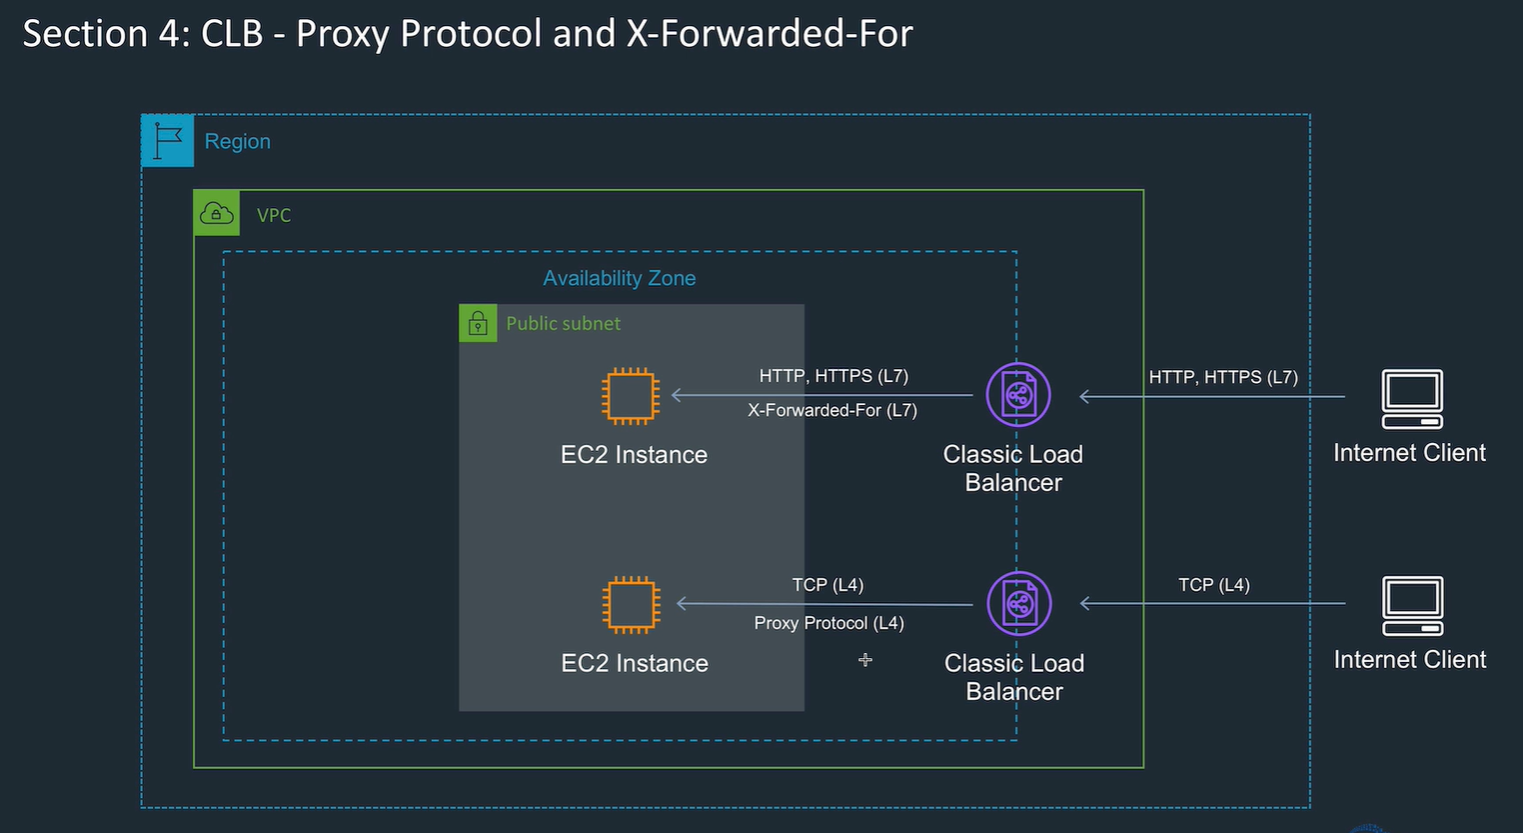 Section 4: CLB - Proxy Protocol and X-Forwarded-For
Region
VPC
Availability Zone
Public subnet
HTTP, HTTPS (L7)
X-Forwarded-For (L7)
HTTP, HTTPS (L7)
EC2 Instance
Classic Load
Balancer
Internet Client
TCP (L4)
Proxy Protocol (L4)
TCP (L4)
EC2 Instance
Classic Load
Balancer
Internet Client